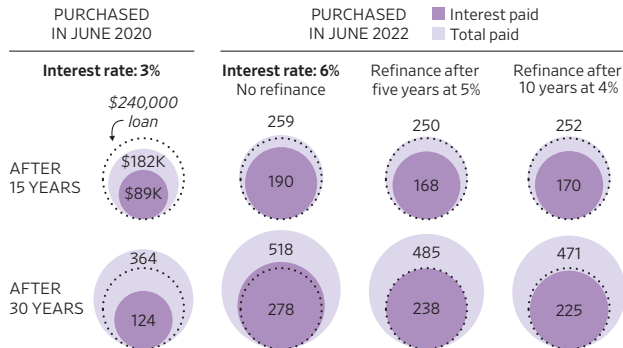 PURCHASED
IN JUNE 2020
PURCHASED
IN JUNE 2022
Interest paid
Total paid
Interest rate: 3%
Interest rate: 6%
No refinance
Refinance after
five years at 5%
Refinance after
10 years at 4%
$240,000
loan
AFTER
15 YEARS
$182K
$89K
259
190
250
168
252
170
AFTER
30 YEARS
364
124
518
278
485
238
471
225